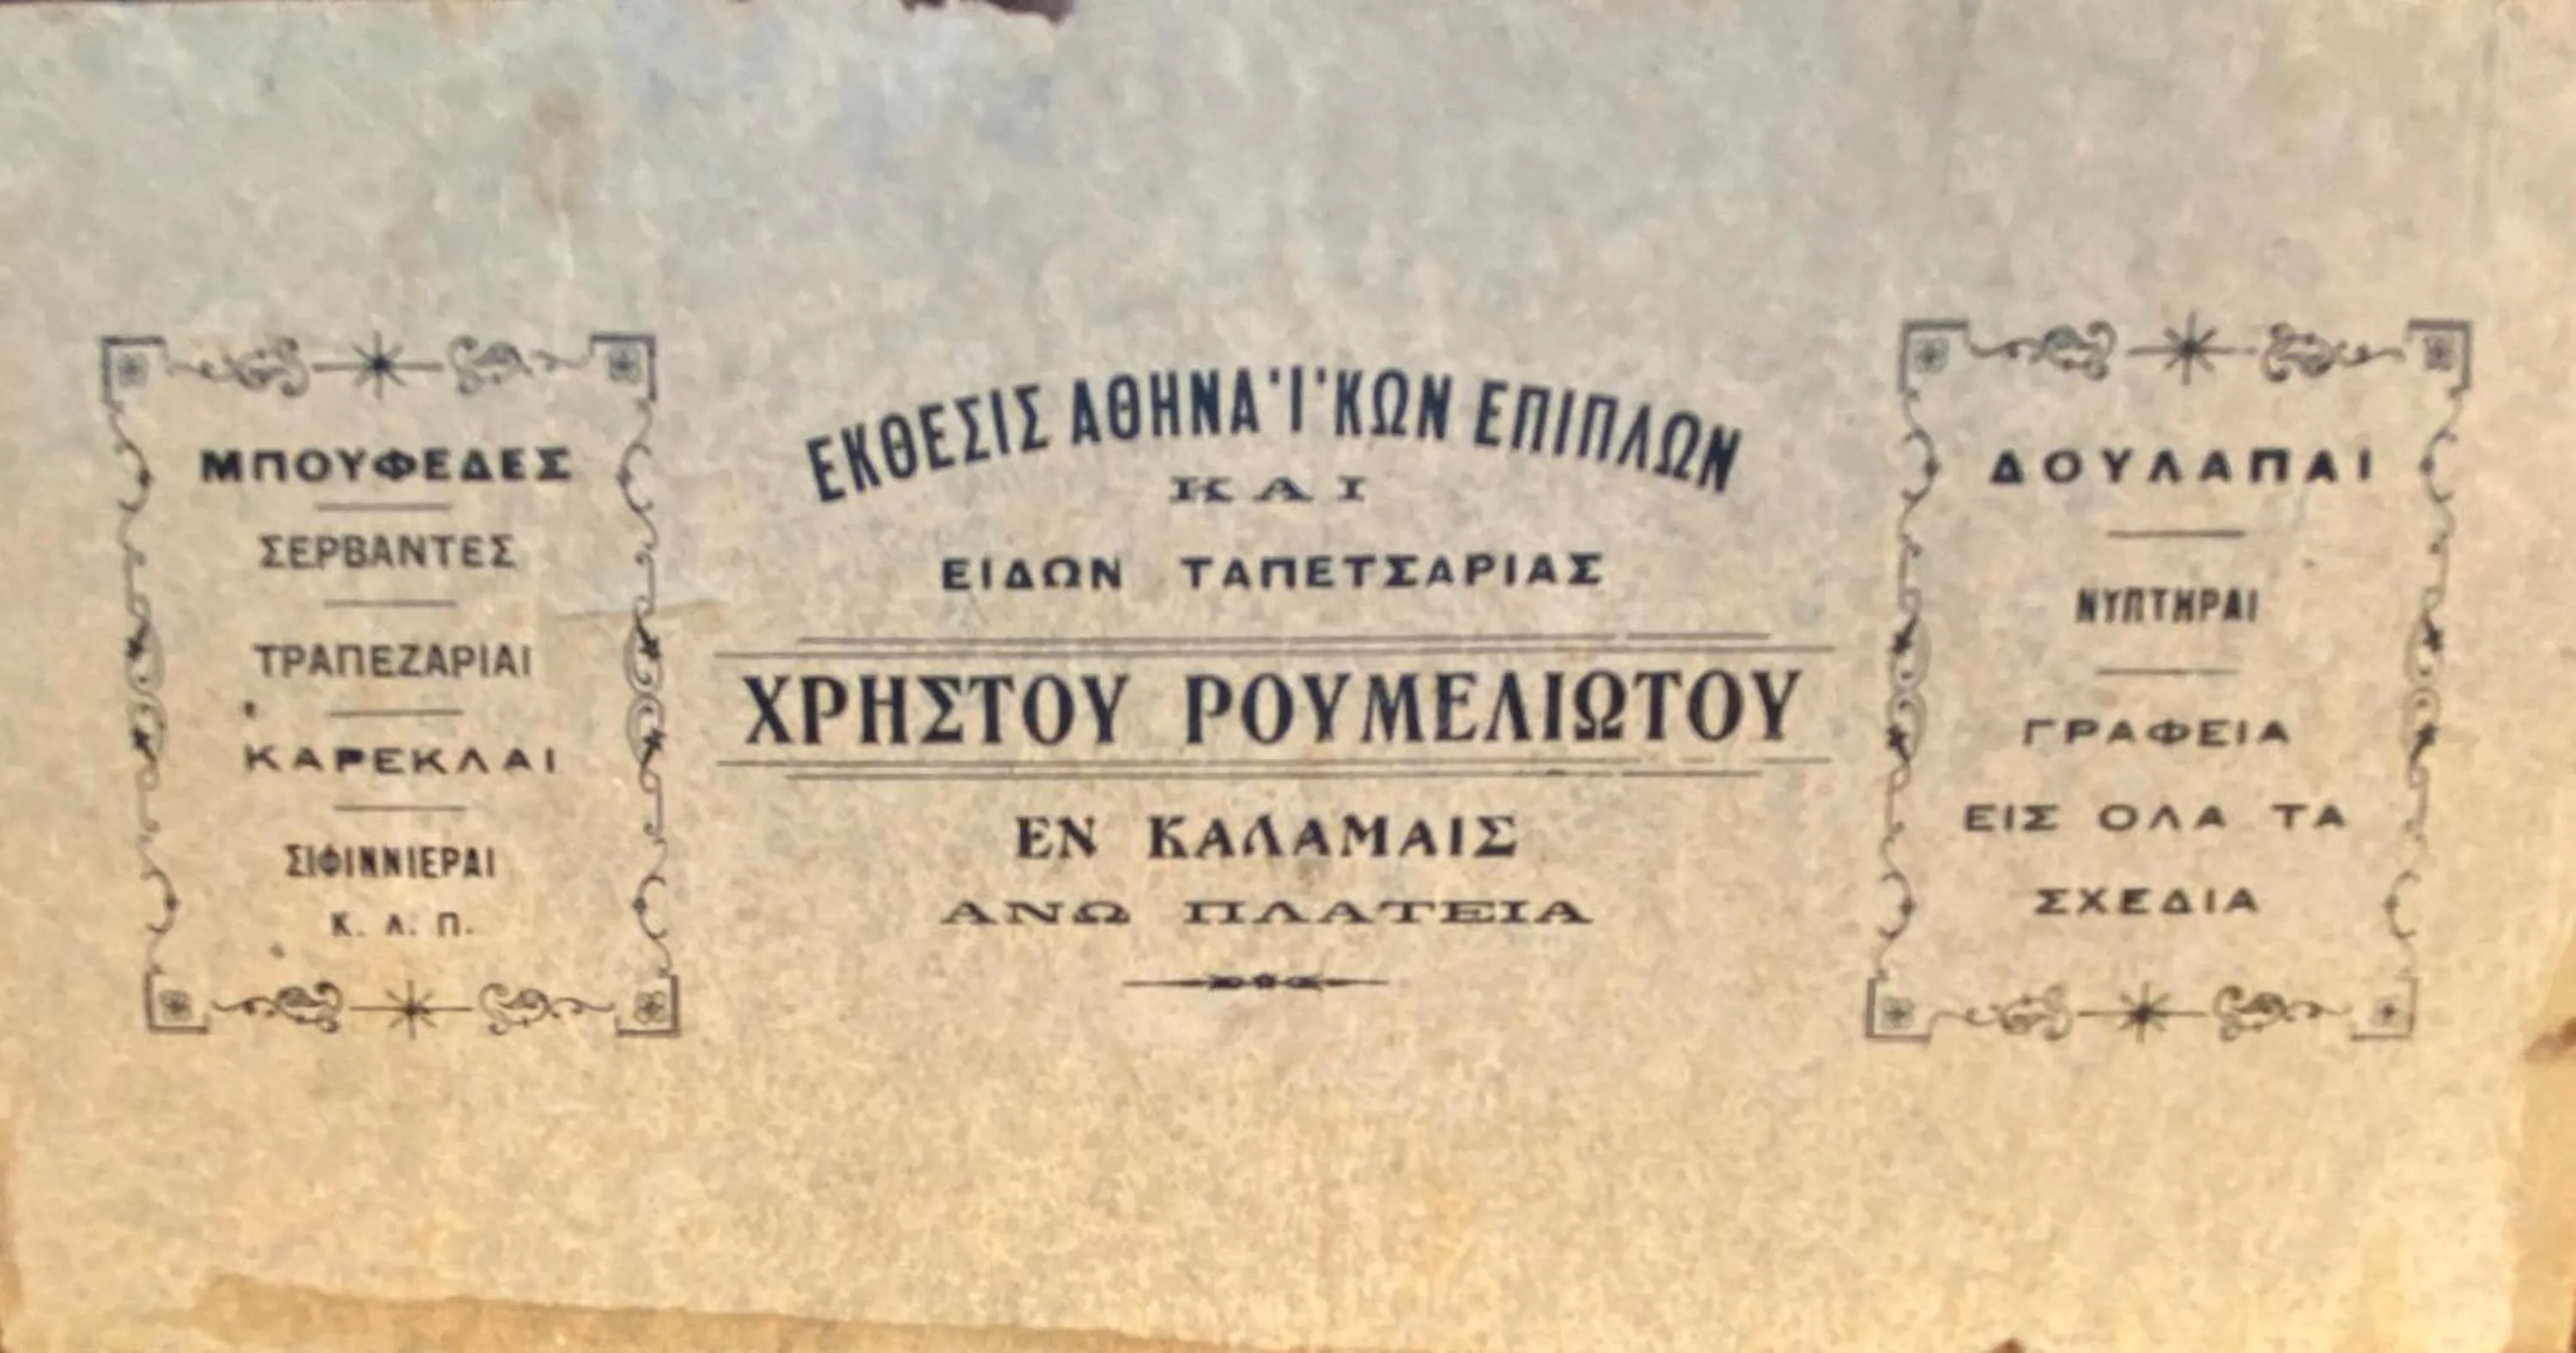 ΜΠΟΥΦΕΔΕΣ
ΣΕΡΒΑΝΤΕΣ
ΤΡΑΠΕΖΑΡΙΑΙ
ΚΑΡΕΚΛΑΙ
ΣΙΦΙΝΝΙΕΡΑΙ
Κ. Λ. Π.
ΕΚΘΕΣΙΣ ΑΘΗΝΑΪΚΩΝ ΕΠΙΠΛΩΝ
ΚΑΙ
ΕΙΔΩΝ ΤΑΠΕΤΣΑΡΙΑΣ
ΧΡΗΣΤΟΥ ΡΟΥΜΕΛΙΩΤΟΥ
ΕΝ ΚΑΛΑΜΑΙΣ
ΑΝΩ ΠΛΑΤΕΙΑ
ΔΟΥΛΑΠΑΙ
ΝΥΠΤΗΡΑΙ
ΓΡΑΦΕΙΑ
ΕΙΣ ΟΛΑ ΤΑ
ΣΧΕΔΙΑ